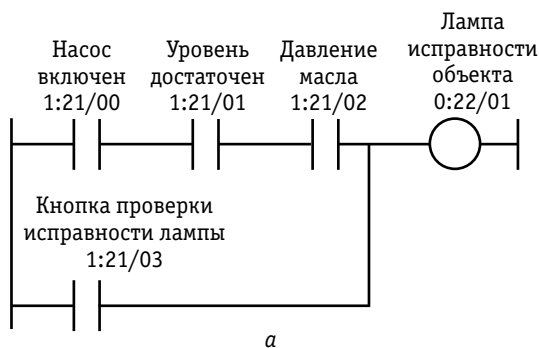 Насос
включен
1:21/00
Уровень
достаточен
1:21/01
Давление
масла
1:21/02
Лампа
исправности
объекта
0:22/01
Кнопка проверки
исправности лампы
1:21/03
а